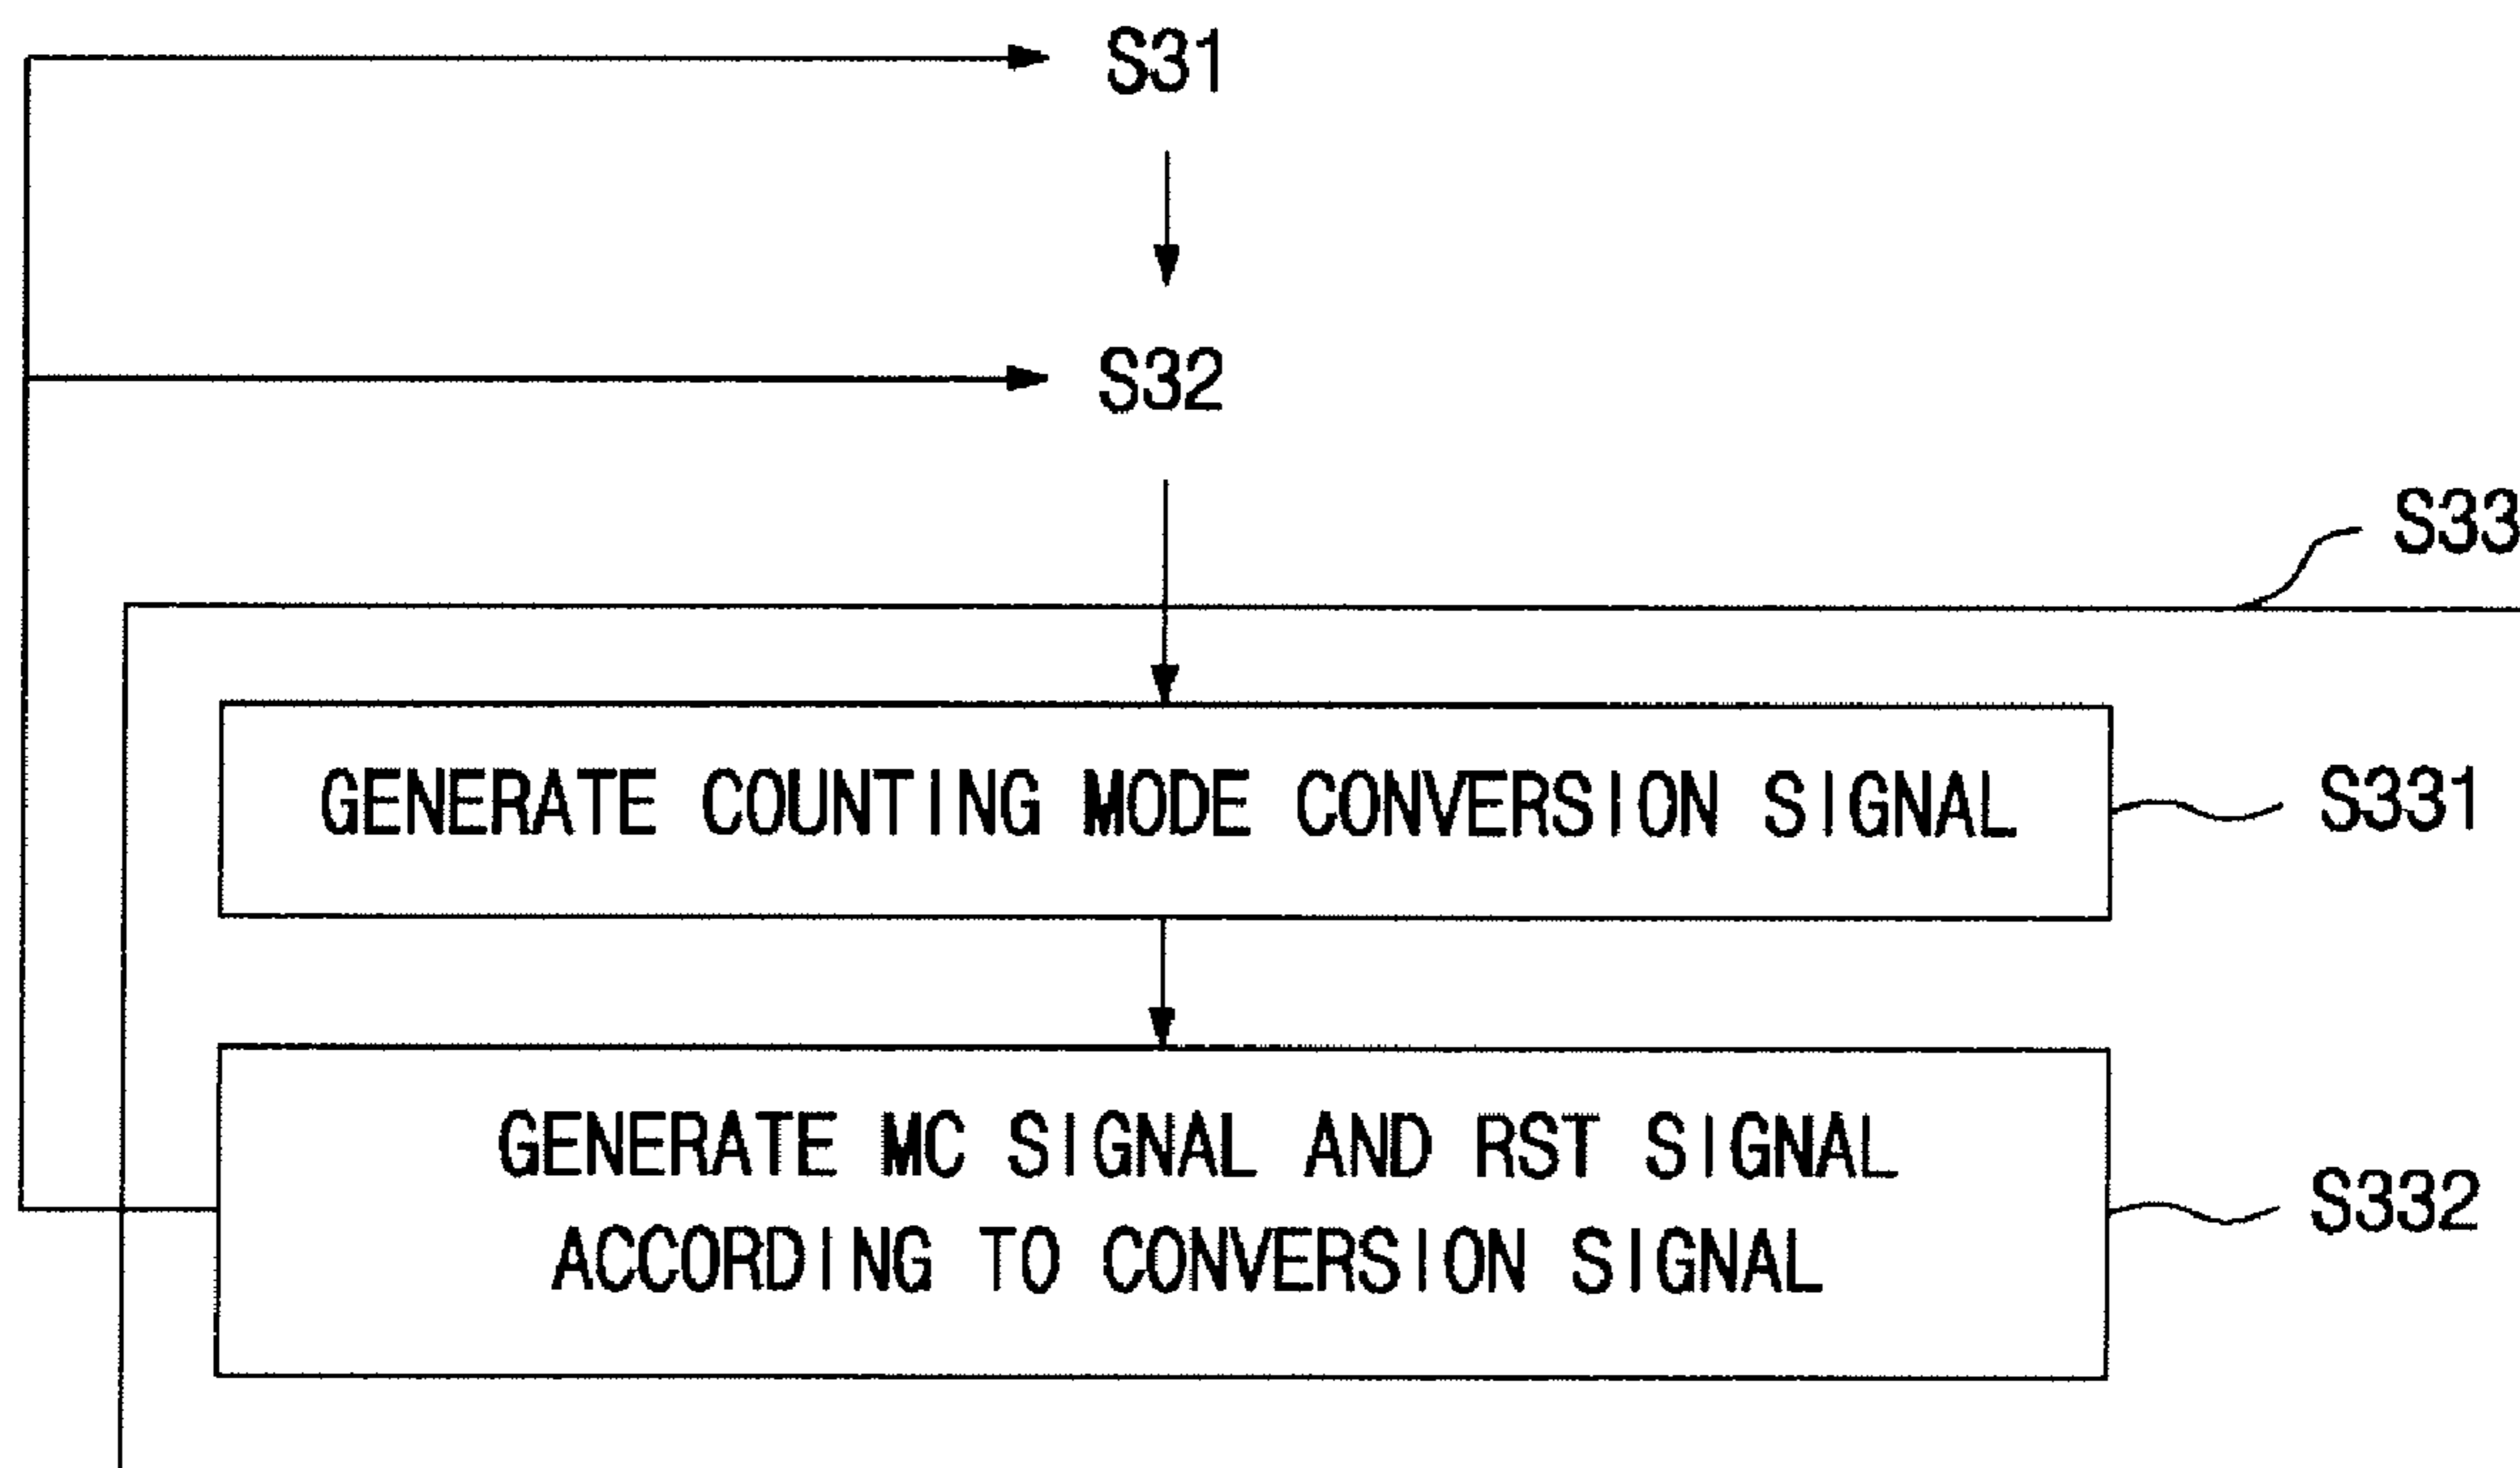 S31
S32
S33
GENERATE COUNTING MODE CONVERSION SIGNAL
S331
GENERATE MC SIGNAL AND RST SIGNAL
ACCORDING TO CONVERSION SIGNAL
S332